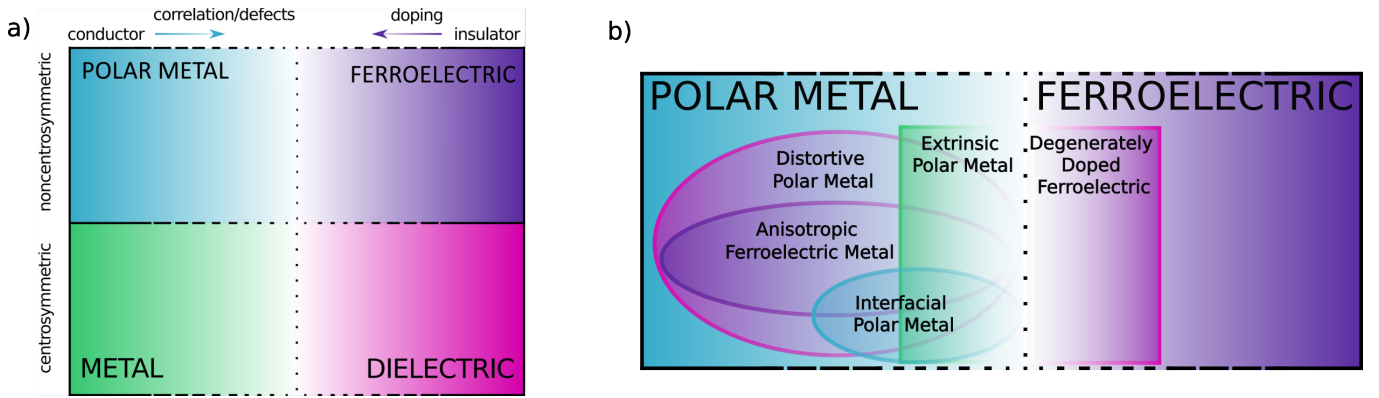 a)
correlation/defects
doping
conductor
insulator
noncentrosymmetric
POLAR METAL
FERROELECTRIC
centrosymmetric
METAL
DIELECTRIC
b)
POLAR METAL
FERROELECTRIC
Distortive
Polar Metal
Extrinsic
Polar Metal
Degenerately
Doped
Ferroelectric
Anisotropic
Ferroelectric Metal
Interfacial
Polar Metal